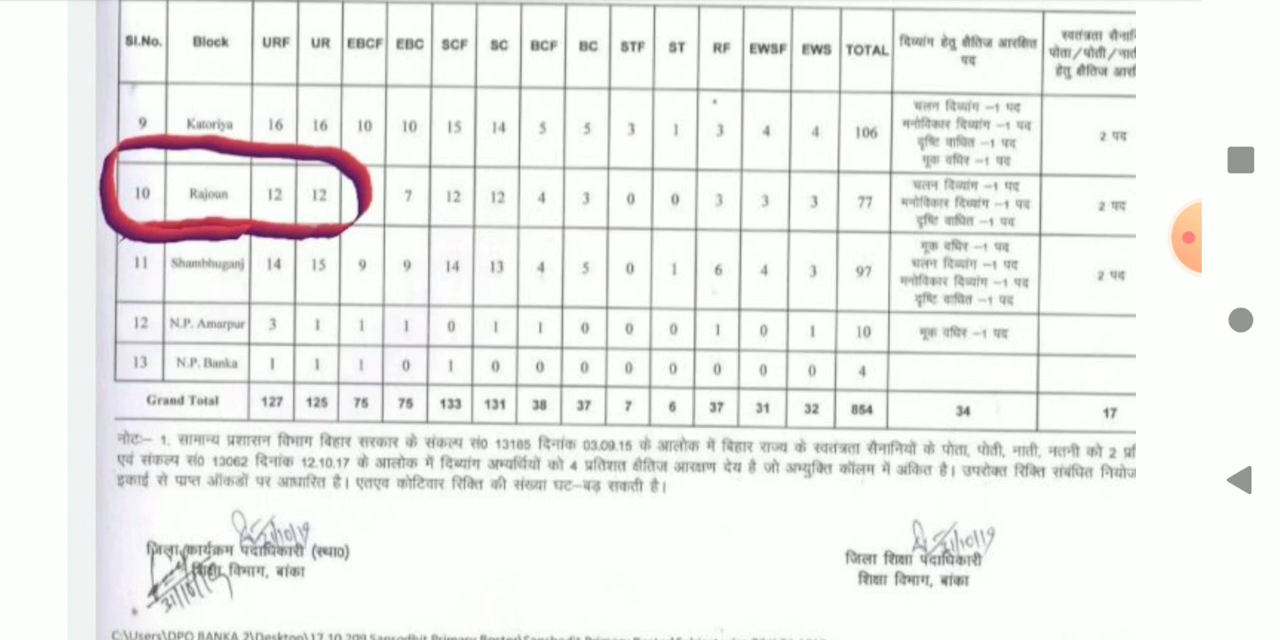 Sl.No. Block URF UR EBCF EBC SCF SC BCF BC STF ST RF EWSF EWS TOTAL दिव्यांग हेतु क्षैतिज आरक्षित पद स्वतंत्रता पोता/पोती/ हेतु क्षैतिज
9 Katoriya 16 16 10 10 15 14 5 5 3 1 3 4 4 106 चलन दिव्यांग –1 पद मनोविकार दिव्यांग –1 पद दृष्टि बाधित –1 पद मूक बधिर –1 पद 2 पद
10 Rajoun 12 12 7 12 12 4 3 0 0 3 3 3 77 चलन दिव्यांग –1 पद मनोविकार दिव्यांग –1 पद दृष्टि बाधित –1 पद 2 पद
11 Shambhuganj 14 15 9 9 14 13 4 5 0 1 6 4 3 97 मूक बधिर –1 पद चलन दिव्यांग –1 पद मनोविकार दिव्यांग –1 पद दृष्टि बाधित –1 पद 2 पद
12 N.P. Amarpur 3 1 1 1 0 1 1 0 0 0 1 0 1 10 मूक बधिर –1 पद
13 N.P. Banka 1 1 1 0 1 0 0 0 0 0 0 0 0 4
Grand Total 127 125 75 75 133 131 38 37 7 6 37 31 32 854 34 17
नोटः– 1. सामान्य प्रशासन विभाग बिहार सरकार के संकल्प सं0 13185 दिनांक 03.09.15 के आलोक में बिहार राज्य के स्वतंत्रता सैनानियों के पोता, पोती, नाती, नतनी को 2
एवं संकल्प सं0 13062 दिनांक 12.10.17 के आलोक में दिब्यांग अभ्यर्थियों को 4 प्रतिशत क्षैतिज आरक्षण देय है जो अभ्युक्ति कॉलम में अंकित है। उपरोक्त रिक्ति संबंधित
इकाई से प्राप्त ऑकडों पर आधारित है। एतएव कोटिवार रिक्ति की संख्या घट–बड़ सकती है।
जिला कार्यक्रम पदाधिकारी (स्था0)
शिक्षा विभाग, बांका
जिला शिक्षा पदाधिकारी
शिक्षा विभाग, बांका